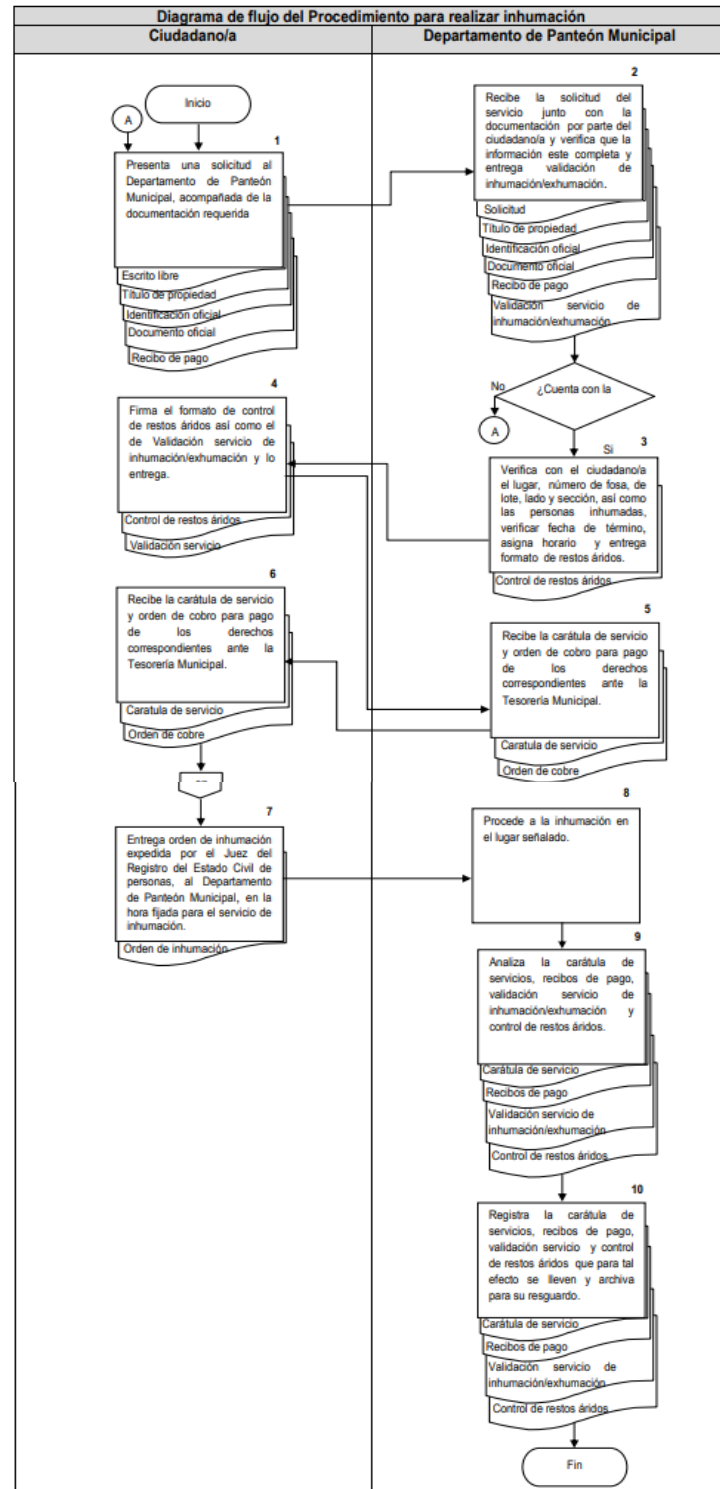 Diagrama de flujo del Procedimiento para realizar inhumación
Ciudadano/a
Departamento de Panteón Municipal
Inicio
A
1
Presenta una solicitud al
Departamento de Panteón
Municipal, acompañada de la
documentación requerida
Escrito libre
Título de propiedad
Identificación oficial
Documento oficial
Recibo de pago
2
Recibe la solicitud del
servicio junto con la
documentación por parte del
ciudadano/a y verifica que la
información este completa y
entrega validación de
inhumación/exhumación.
Solicitud
Título de propiedad
Identificación oficial
Documento oficial
Recibo de pago
Validación servicio de
inhumación/exhumación
¿Cuenta con la
No
A
Si
3
Verifica con el ciudadano/a
el lugar, número de fosa, de
lote, lado y sección, así como
las personas inhumadas,
verificar fecha de término,
asigna horario y entrega
formato de restos áridos.
Control de restos áridos
4
Firma el formato de control
de restos áridos así como el
de Validación servicio de
inhumación/exhumación y lo
entrega.
Control de restos áridos
Validación servicio
5
Recibe la carátula de servicio
y orden de cobro para pago
de los derechos
correspondientes ante la
Tesorería Municipal.
Caratula de servicio
Orden de cobre
6
Recibe la carátula de servicio
y orden de cobro para pago
de los derechos
correspondientes ante la
Tesorería Municipal.
Caratula de servicio
Orden de cobre
7
Entrega orden de inhumación
expedida por el Juez del
Registro del Estado Civil de
personas, al Departamento
de Panteón Municipal, en la
hora fijada para el servicio de
inhumación.
Orden de inhumación
8
Procede a la inhumación en
el lugar señalado.
9
Analiza la carátula de
servicios, recibos de pago,
validación servicio de
inhumación/exhumación y
control de restos áridos.
Carátula de servicio
Recibos de pago
Validación servicio de
inhumación/exhumación
Control de restos áridos
10
Registra la carátula de
servicios, recibos de pago,
validación servicio y control
de restos áridos que para tal
efecto se lleven y archiva
para su resguardo.
Carátula de servicio
Recibos de pago
Validación servicio de
inhumación/exhumación
Control de restos áridos
Fin